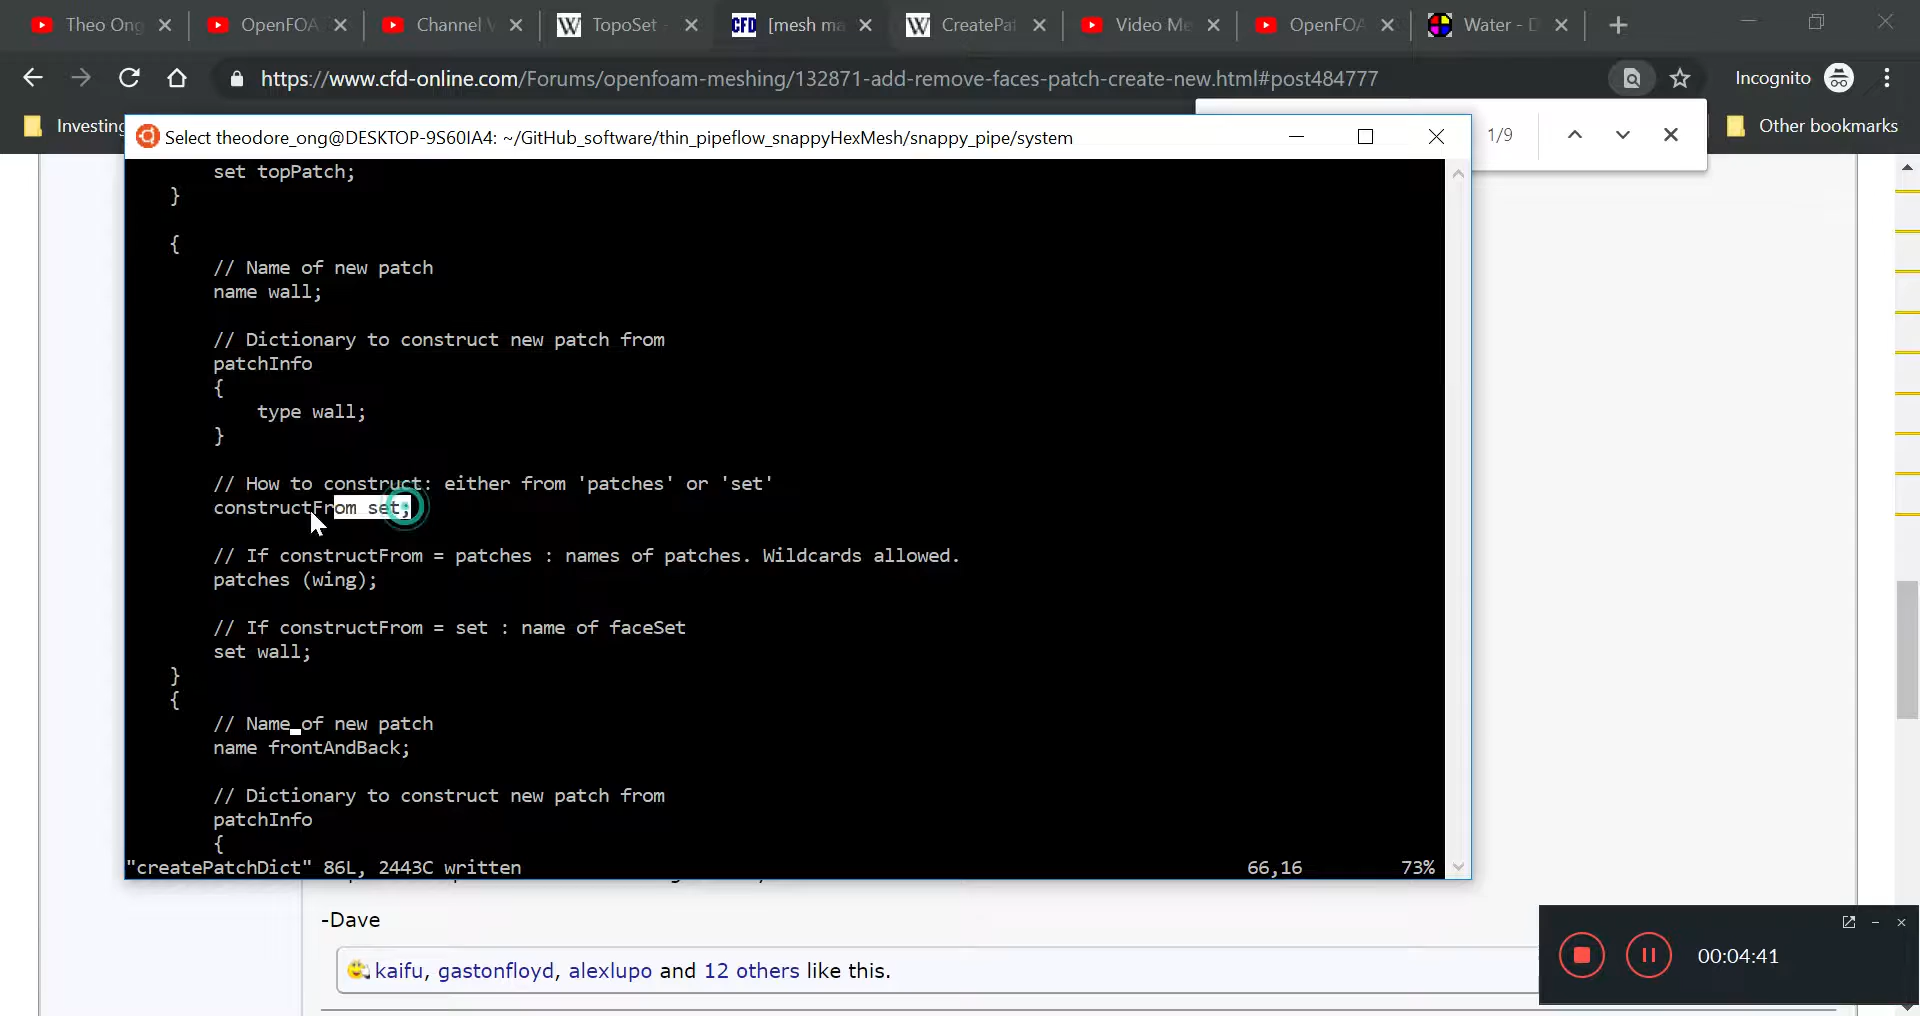 Theo Ong
OpenFOA
Channel V
TopoSet -
[mesh ma
CreatePat
Video Me
OpenFOA
Water - D
https://www.cfd-online.com/Forums/openfoam-meshing/132871-add-remove-faces-patch-create-new.html#post484777
Incognito
Investing
Other bookmarks
Select theodore_ong@DESKTOP-9S60IA4: ~/GitHub_software/thin_pipeflow_snappyHexMesh/snappy_pipe/system
1/9
set topPatch;
}
{
// Name of new patch
name wall;
// Dictionary to construct new patch from
patchInfo
{
type wall;
}
// How to construct: either from 'patches' or 'set'
constructFrom set;
// If constructFrom = patches : names of patches. Wildcards allowed.
patches (wing);
// If constructFrom = set : name of faceSet
set wall;
}
{
// Name of new patch
name frontAndBack;
// Dictionary to construct new patch from
patchInfo
{
"createPatchDict" 86L, 2443C written 66,16 73%
-Dave
kaifu, gastonfloyd, alexlupo and 12 others like this.
00:04:41